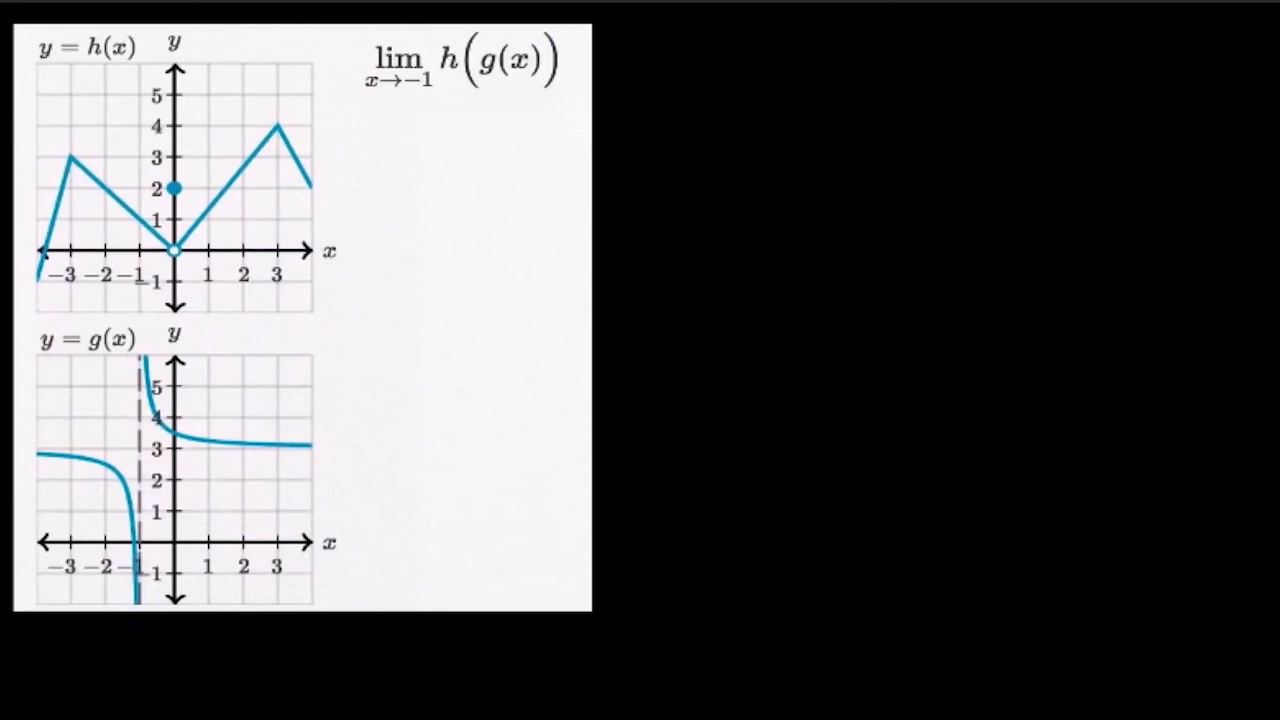 y = h(x)
y
lim h(g(x))
x→−1
5
4
3
2
1
x
−3 −2 −1 1 2 3
−1
y = g(x)
y
5
4
3
2
1
x
−3 −2 −1 1 2 3
−1